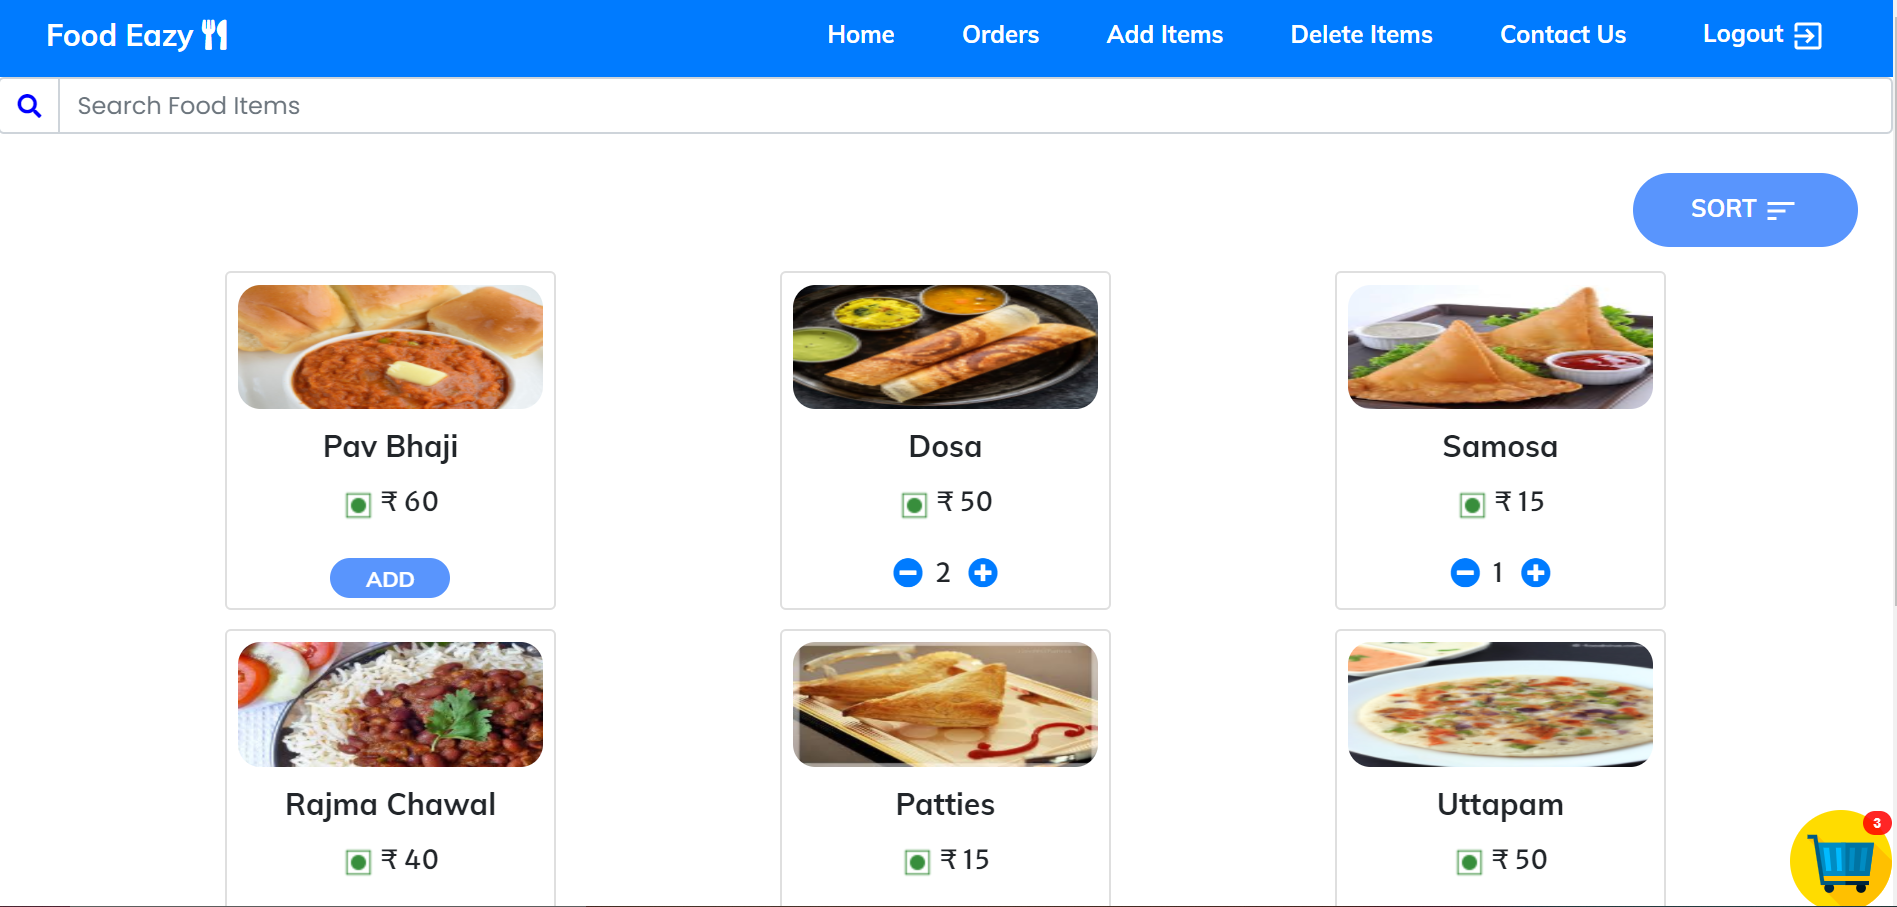 Food Eazy
Home Orders Add Items Delete Items Contact Us Logout
Search Food Items
SORT
Pav Bhaji Dosa Samosa
₹ 60 ₹ 50 ₹ 15
ADD 2 1
Rajma Chawal Patties Uttapam
3
₹ 40 ₹ 15 ₹ 50